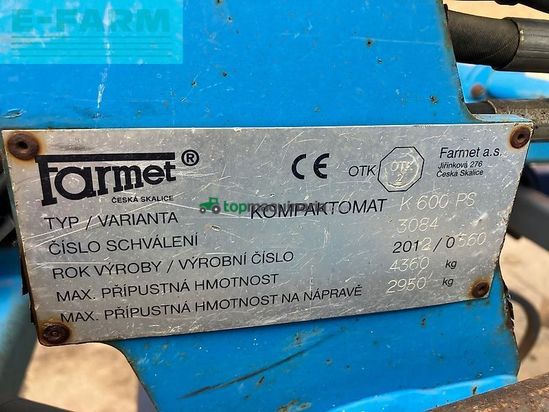 E-FARM
Farmet®
ČESKÁ SKALICE
CE
OTK
OTK
Farmet a.s.
Jiřinková 276
Česká Skalice
TYP / VARIANTA KOMPAKTOMAT K 600 PS
ČÍSLO SCHVÁLENÍ 3084
ROK VÝROBY / VÝROBNÍ ČÍSLO 2012/0360
MAX. PŘÍPUSTNÁ HMOTNOST 4360 kg
MAX. PŘÍPUSTNÁ HMOTNOST NA NÁPRAVĚ 2950 kg